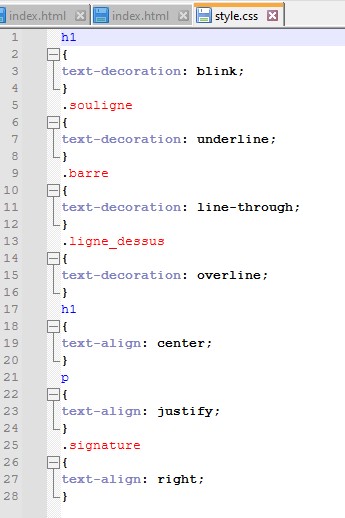 index.html index.html style.css
1 h1
2 {
3 text-decoration: blink;
4 }
5 .souligne
6 {
7 text-decoration: underline;
8 }
9 .barre
10 {
11 text-decoration: line-through;
12 }
13 .ligne_dessus
14 {
15 text-decoration: overline;
16 }
17 h1
18 {
19 text-align: center;
20 }
21 p
22 {
23 text-align: justify;
24 }
25 .signature
26 {
27 text-align: right;
28 }